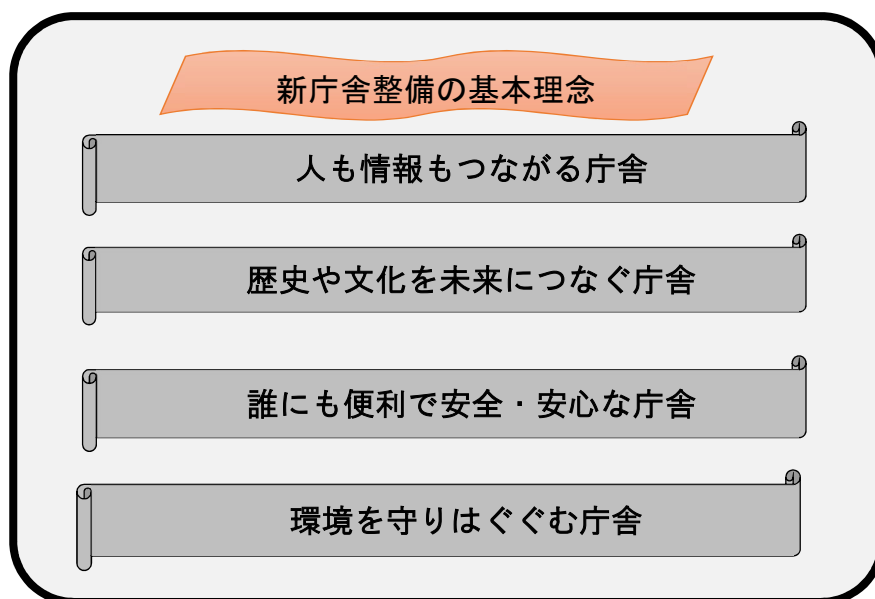 新庁舎整備の基本理念
人も情報もつながる庁舎
歴史や文化を未来につなぐ庁舎
誰にも便利で安全・安心な庁舎
環境を守りはぐぐむ庁舎